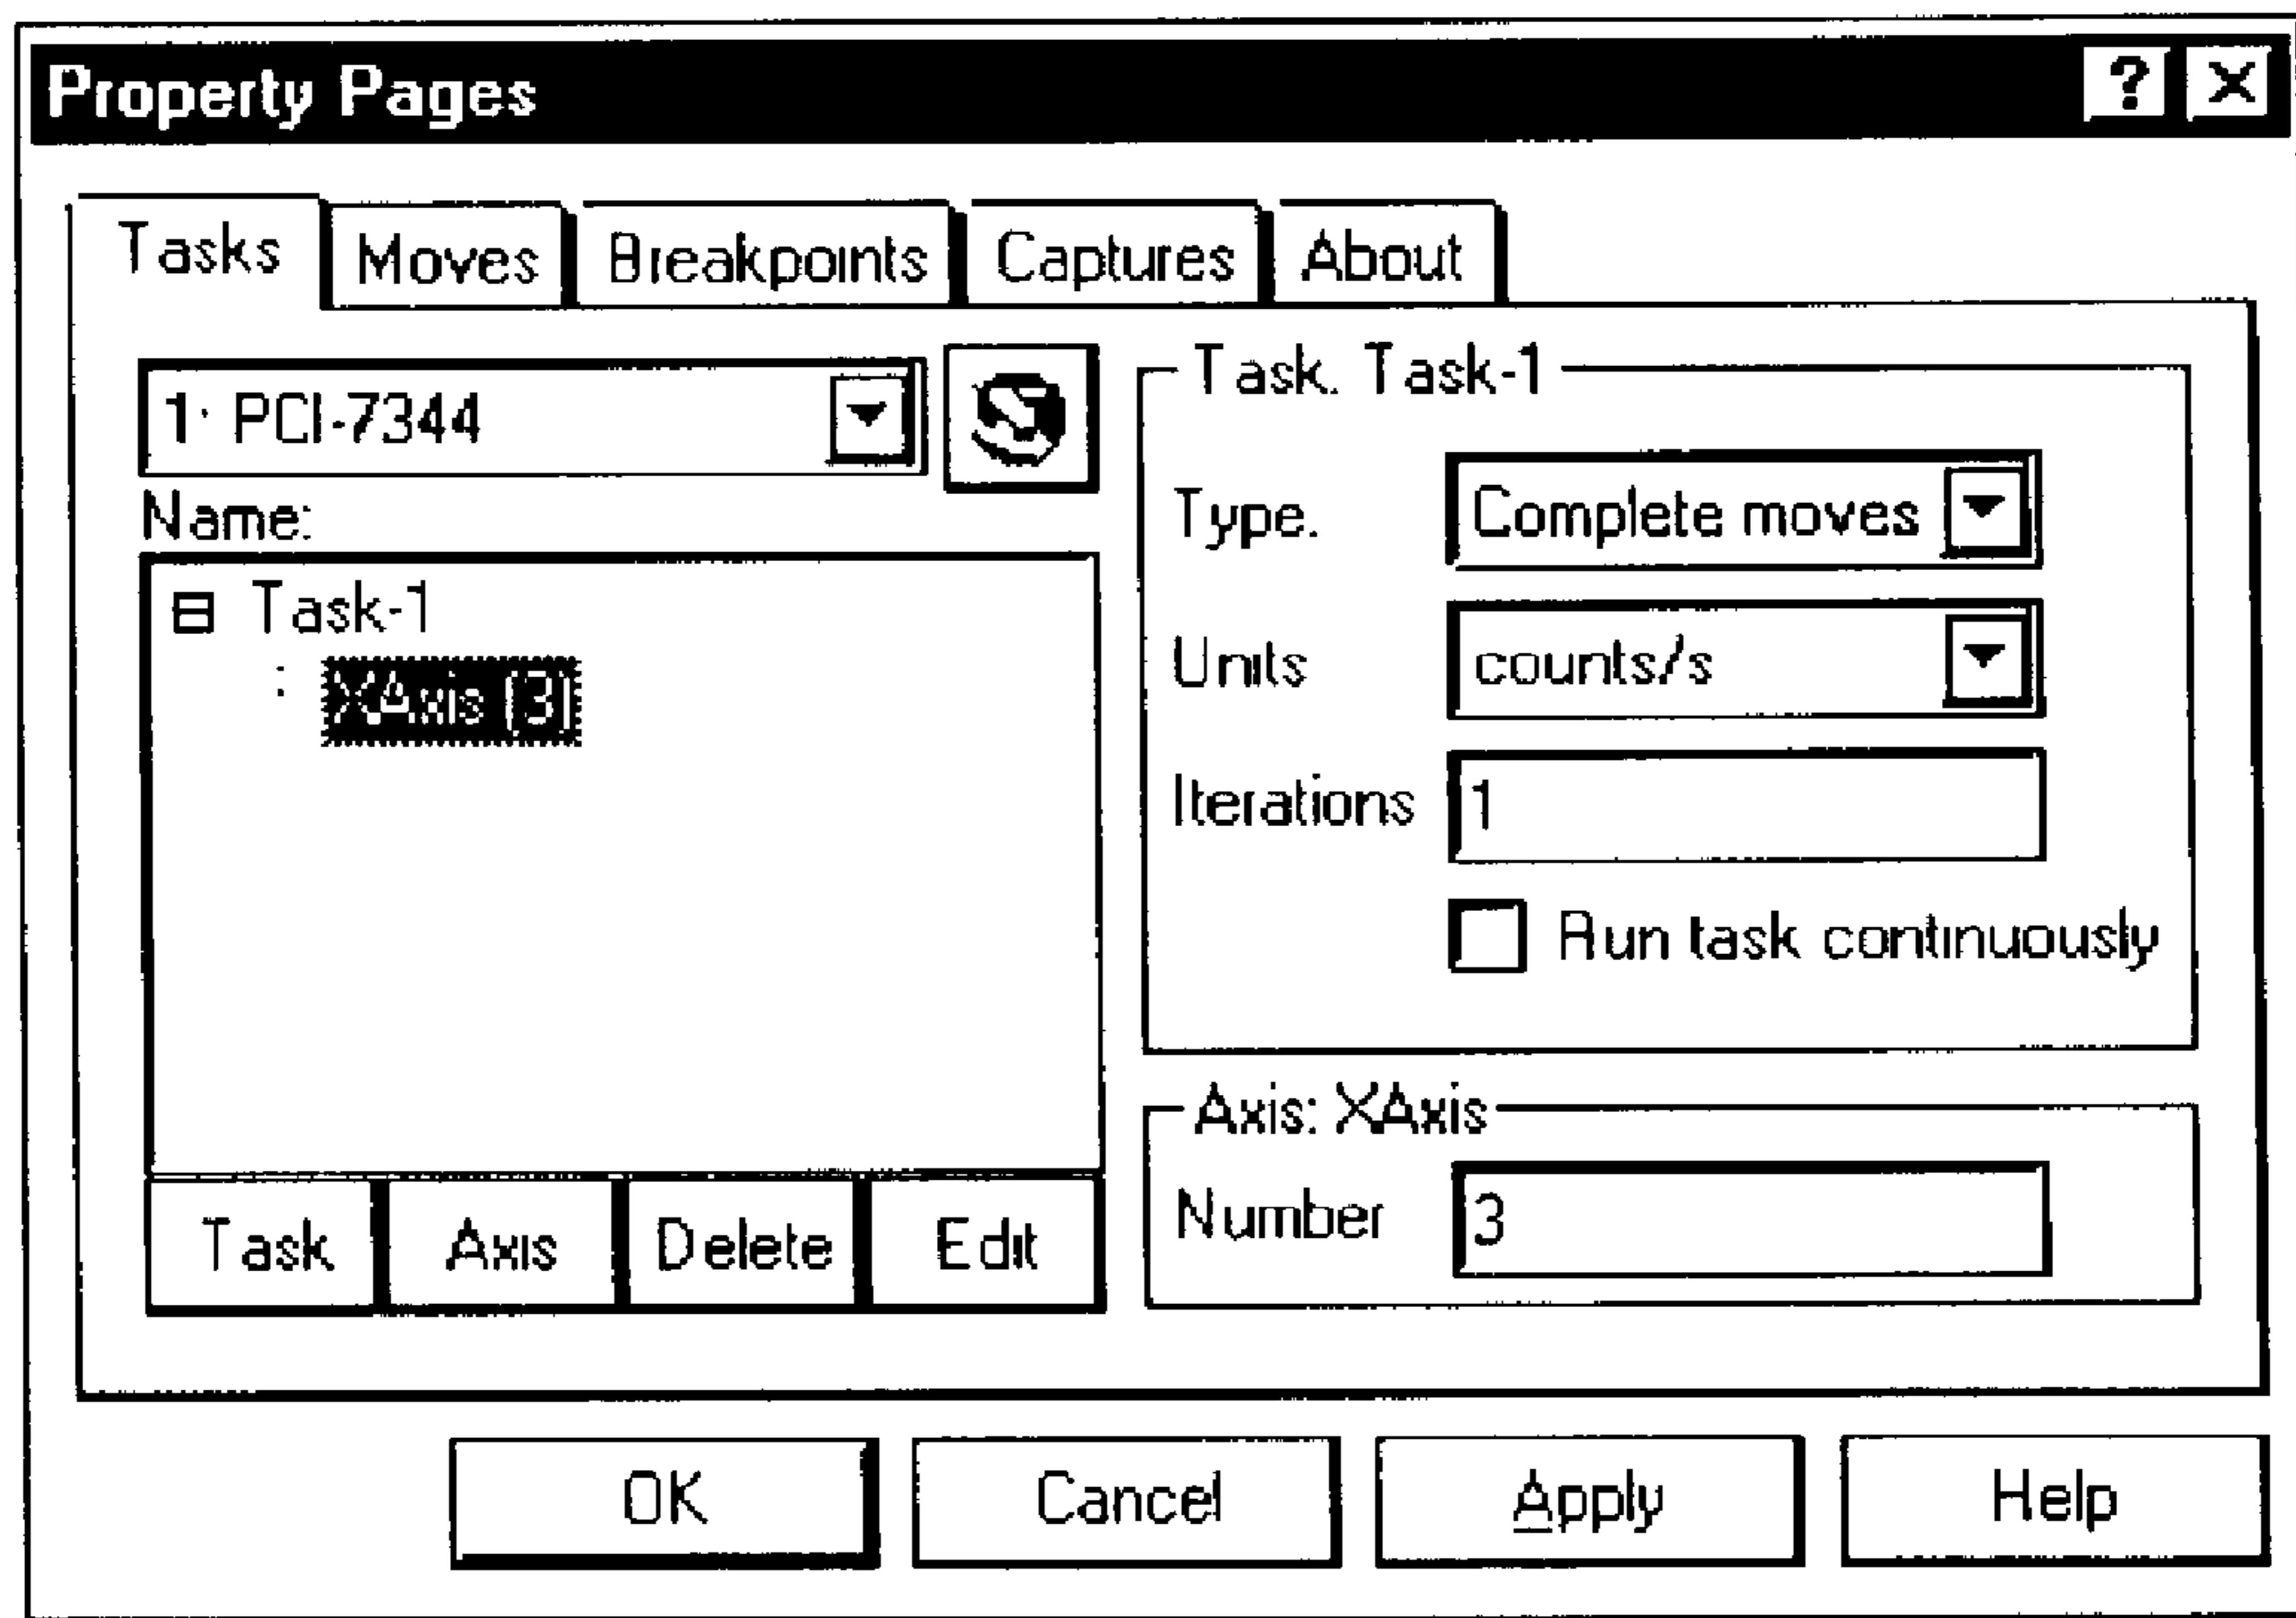 Property Pages ? X
Tasks Moves Breakpoints Captures About
1: PCI-7344
Name:
Task-1
XAxis (3)
Task Axis Delete Edit
Task. Task-1
Type. Complete moves
Units counts/s
Iterations 1
Run task continuously
Axis: XAxis
Number 3
OK Cancel Apply Help